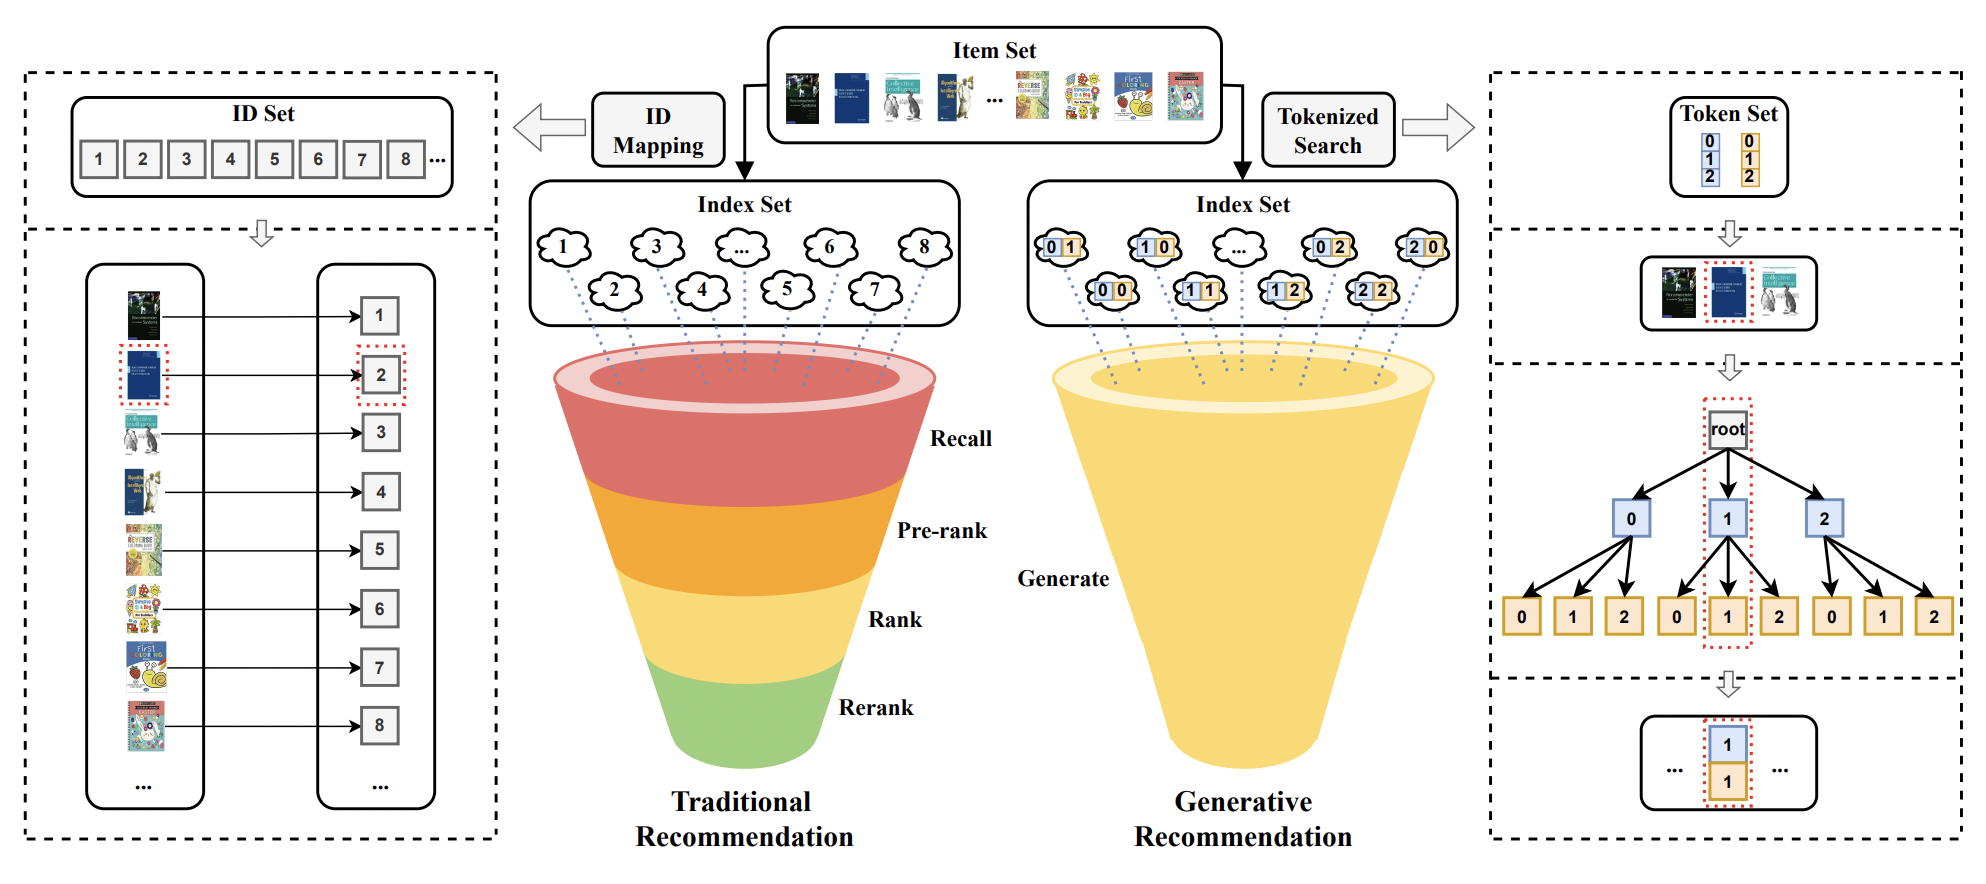 Item Set
...
ID Set
1 2 3 4 5 6 7 8 ...
ID
Mapping
Tokenized
Search
Token Set
0 0
1 1
2 2
Index Set
1 3 ... 6 8
2 4 5 7
Index Set
0 1 1 0 ... 0 2 2 0
0 0 1 1 1 2 2 2
1
2
3
4
5
6
7
8
... ...
Recall
Pre-rank
Rank
Rerank
Traditional
Recommendation
Generate
Generative
Recommendation
root
0 1 2
0 1 2 0 1 2 0 1 2
1
... ...
1